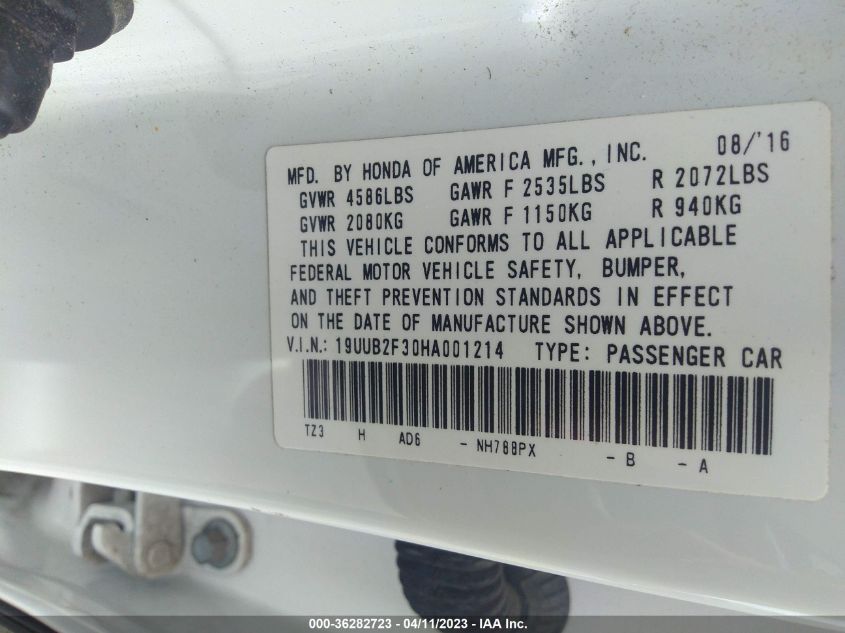 MFD. BY HONDA OF AMERICA MFG., INC. 08/'16
GVWR 4586LBS GAWR F 2535LBS R 2072LBS
GVWR 2080KG GAWR F 1150KG R 940KG
THIS VEHICLE CONFORMS TO ALL APPLICABLE
FEDERAL MOTOR VEHICLE SAFETY, BUMPER,
AND THEFT PREVENTION STANDARDS IN EFFECT
ON THE DATE OF MANUFACTURE SHOWN ABOVE.
V.I.N.: 19UUB2F30HA001214 TYPE: PASSENGER CAR
TZ3 H AD6 - NH788PX - B - A
000-36282723 - 04/11/2023 - IAA Inc.